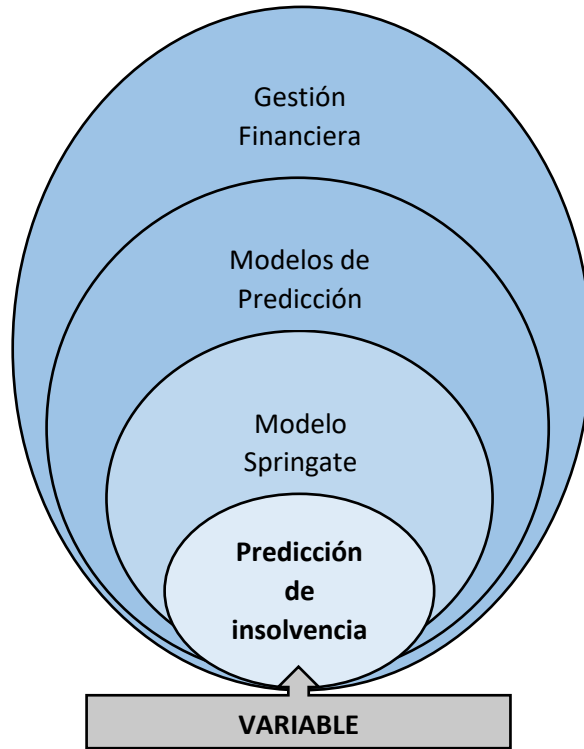 Gestión
Financiera
Modelos de
Predicción
Modelo
Springate
Predicción
de
insolvencia
VARIABLE